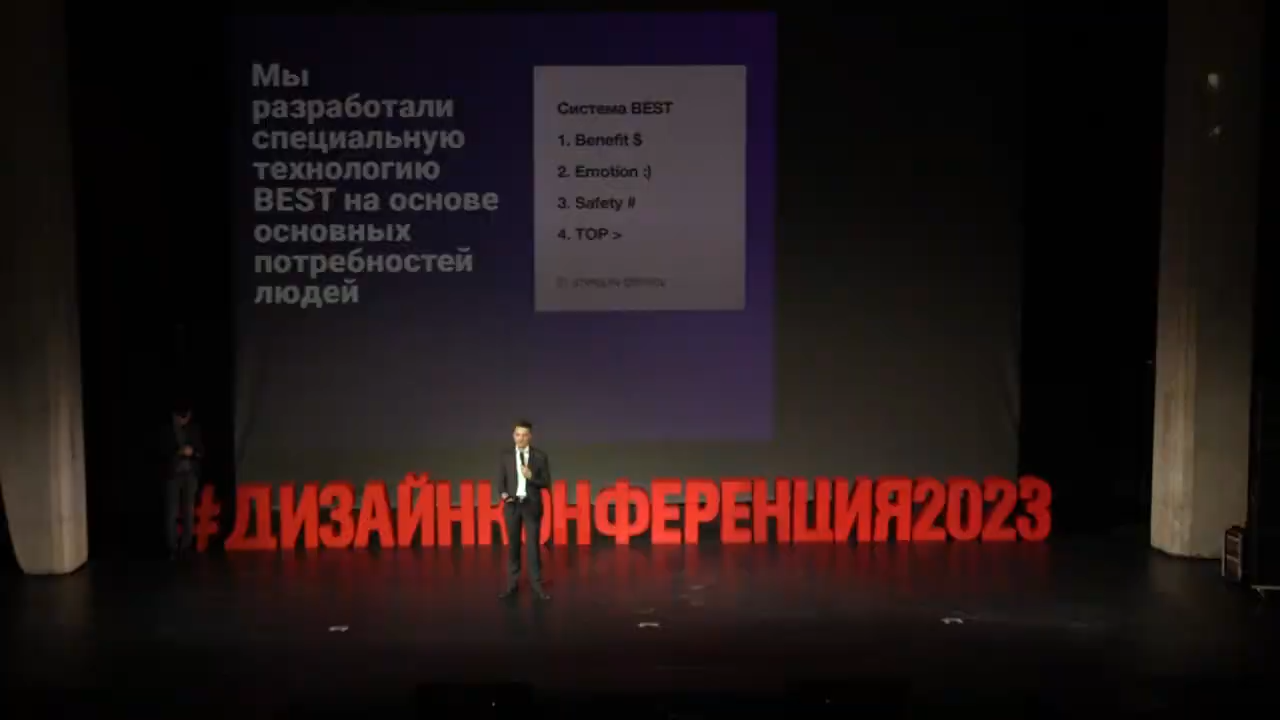 Мы
разработали
специальную
технологию
BEST на основе
основных
потребностей
людей
Система BEST
1. Benefit $
2. Emotion :)
3. Safety #
4. TOP >
#ДИЗАЙНКОНФЕРЕНЦИЯ2023